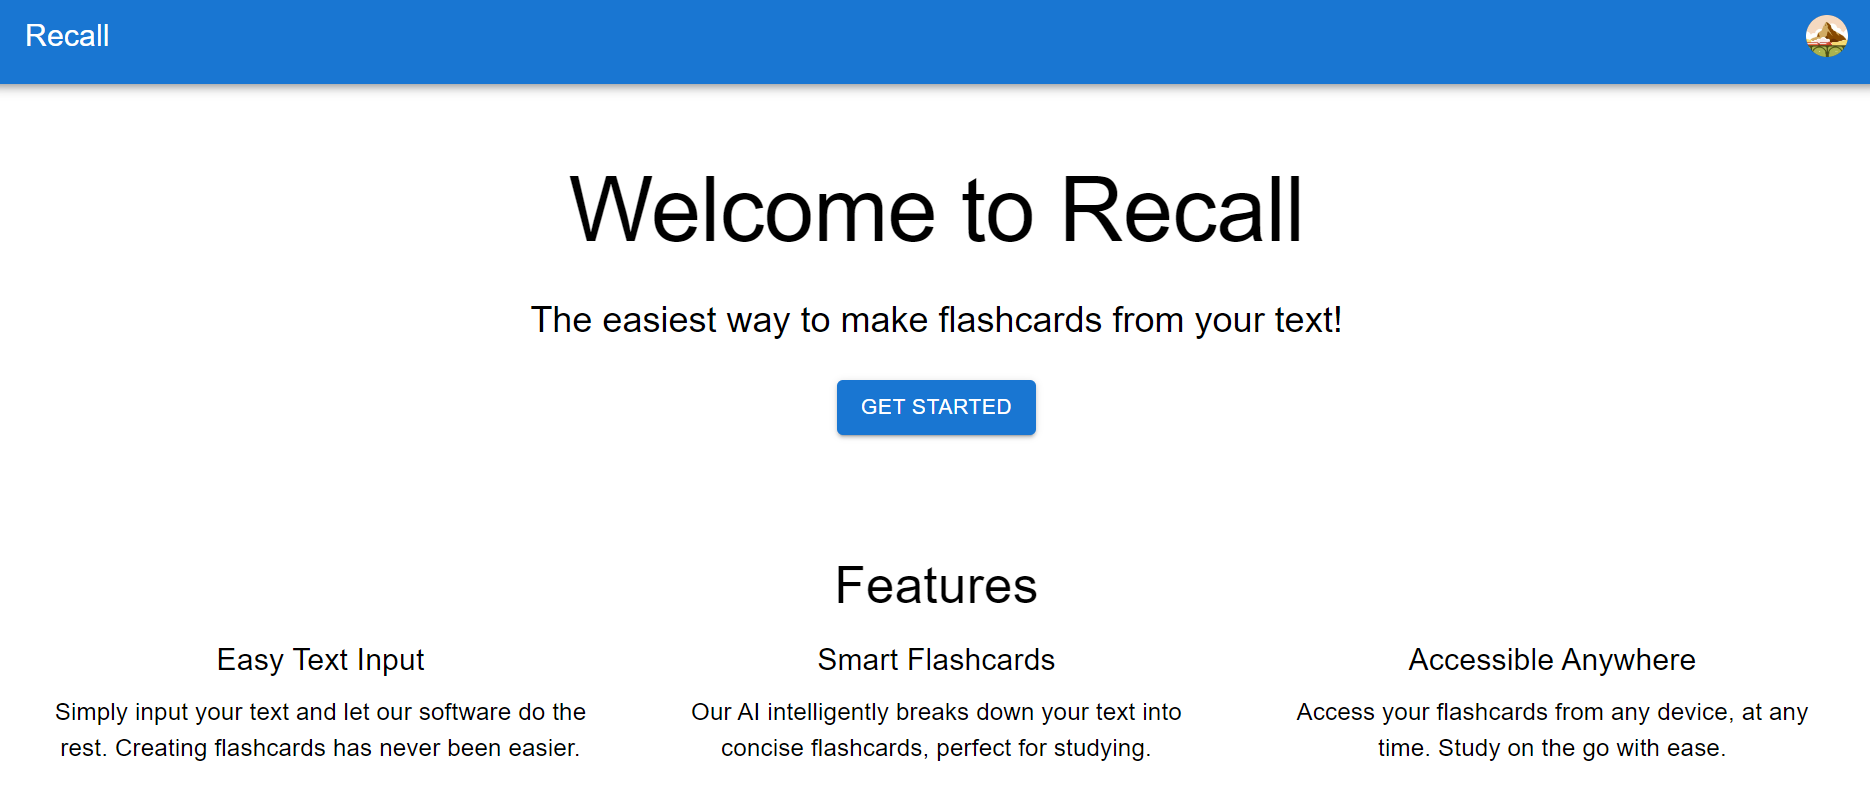 Recall
Welcome to Recall
The easiest way to make flashcards from your text!
GET STARTED
Features
Easy Text Input
Simply input your text and let our software do the
rest. Creating flashcards has never been easier.
Smart Flashcards
Our AI intelligently breaks down your text into
concise flashcards, perfect for studying.
Accessible Anywhere
Access your flashcards from any device, at any
time. Study on the go with ease.